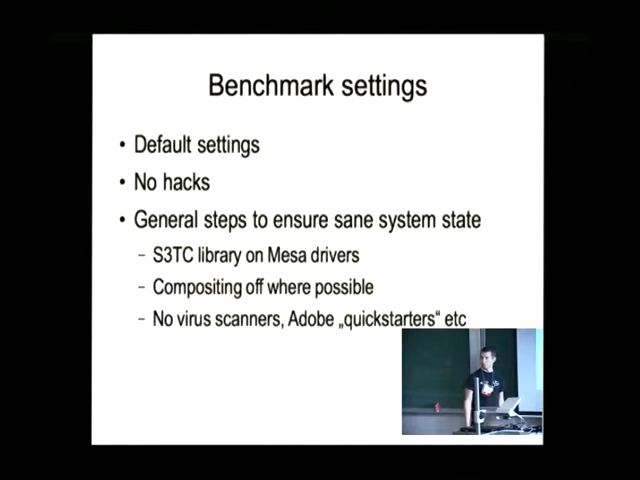 Benchmark settings
• Default settings
• No hacks
• General steps to ensure sane system state
– S3TC library on Mesa drivers
– Compositing off where possible
– No virus scanners, Adobe „quickstarters“ etc